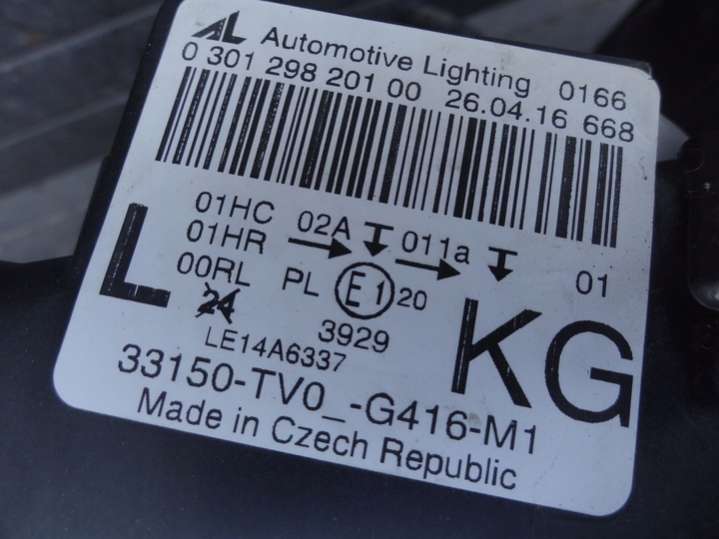 AL Automotive Lighting 0166
0 301 298 201 00 26.04.16 668
L 01HC 02A 011a 01
01HR
00RL PL E1 20 KG
24 3929
LE14A6337
33150-TV0_-G416-M1
Made in Czech Republic